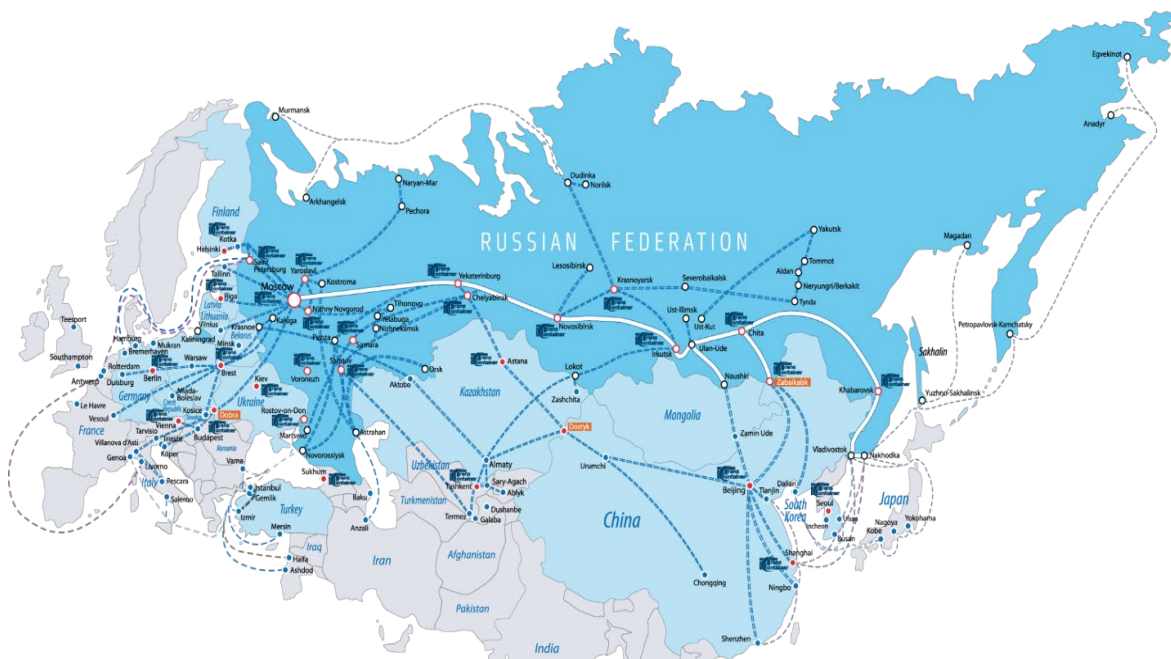 Egvekinot
Anadyr
Murmansk
Dudinka
Norilsk
Naryan-Mar
Arkhangelsk
Pechora
Finland
Kotka
Helsinki
Saint
Petersburg
Tallinn
RUSSIAN FEDERATION
Yakutsk
Magadan
Tommot
Aldan
Neryungri/Berkakit
Tynda
Lesosibirsk
Krasnoyarsk
Severobaikalsk
Yekaterinburg
Chelyabinsk
Yaroslavl
Kostroma
Moscow
Riga
Latvia
Lithuania
Vilnius
Kaliningrad
Kaluga
Nizhny Novgorod
Tihonovo
Yelabuga
Nizhnekamsk
Krasnoe
Belarus
Minsk
Penza
Samara
Saratov
Novosibirsk
Ust-Ilimsk
Ust-Kut
Chita
Irkutsk
Ulan-Ude
Petropavlovsk-Kamchatsky
Sakhalin
Teesport
Southampton
Hamburg
Bremerhaven
Mukran
Rotterdam
Antwerp
Duisburg
Berlin
Warsaw
Brest
Voronezh
Orsk
Aktobe
Astana
Kazakhstan
Lokot
Zashchita
Naushki
Zabaikalsk
Khabarovsk
Yuzhno-Sakhalinsk
Germany
Mlada-
Boleslav
Czech
Republic
Kiev
Ukraine
Le Havre
Vesoul
France
Kosice
Slovakia
Dobra
Vienna
Tarvisio
Trieste
Budapest
Koper
Rostov-on-Don
Martsevo
Astrahan
Mongolia
Zamin Ude
Dostyk
Vladivostok
Nakhodka
Villanova d'Asti
Genoa
Livorno
Italy
Pescara
Salerno
Romania
Varna
Novorossiysk
Sukhum
Almaty
Urumchi
Uzbekistan
Tashkent
Sary-Agach
Ablyk
Turkmenistan
Dushanbe
Termez
Galaba
Baku
Anzali
Istanbul
Gemlik
Izmir
Turkey
Mersin
Iraq
Iran
Haifa
Ashdod
Afghanistan
Pakistan
India
China
Chongqing
Beijing
Tianjin
Dalian
South
Korea
Seoul
Incheon
Ulsan
Busan
Japan
Nagoya
Kobe
Yokohama
Shanghai
Ningbo
Shenzhen